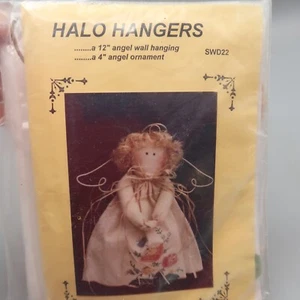 HALO HANGERS
........a 12" angel wall hanging
........a 4" angel ornament
SWD22